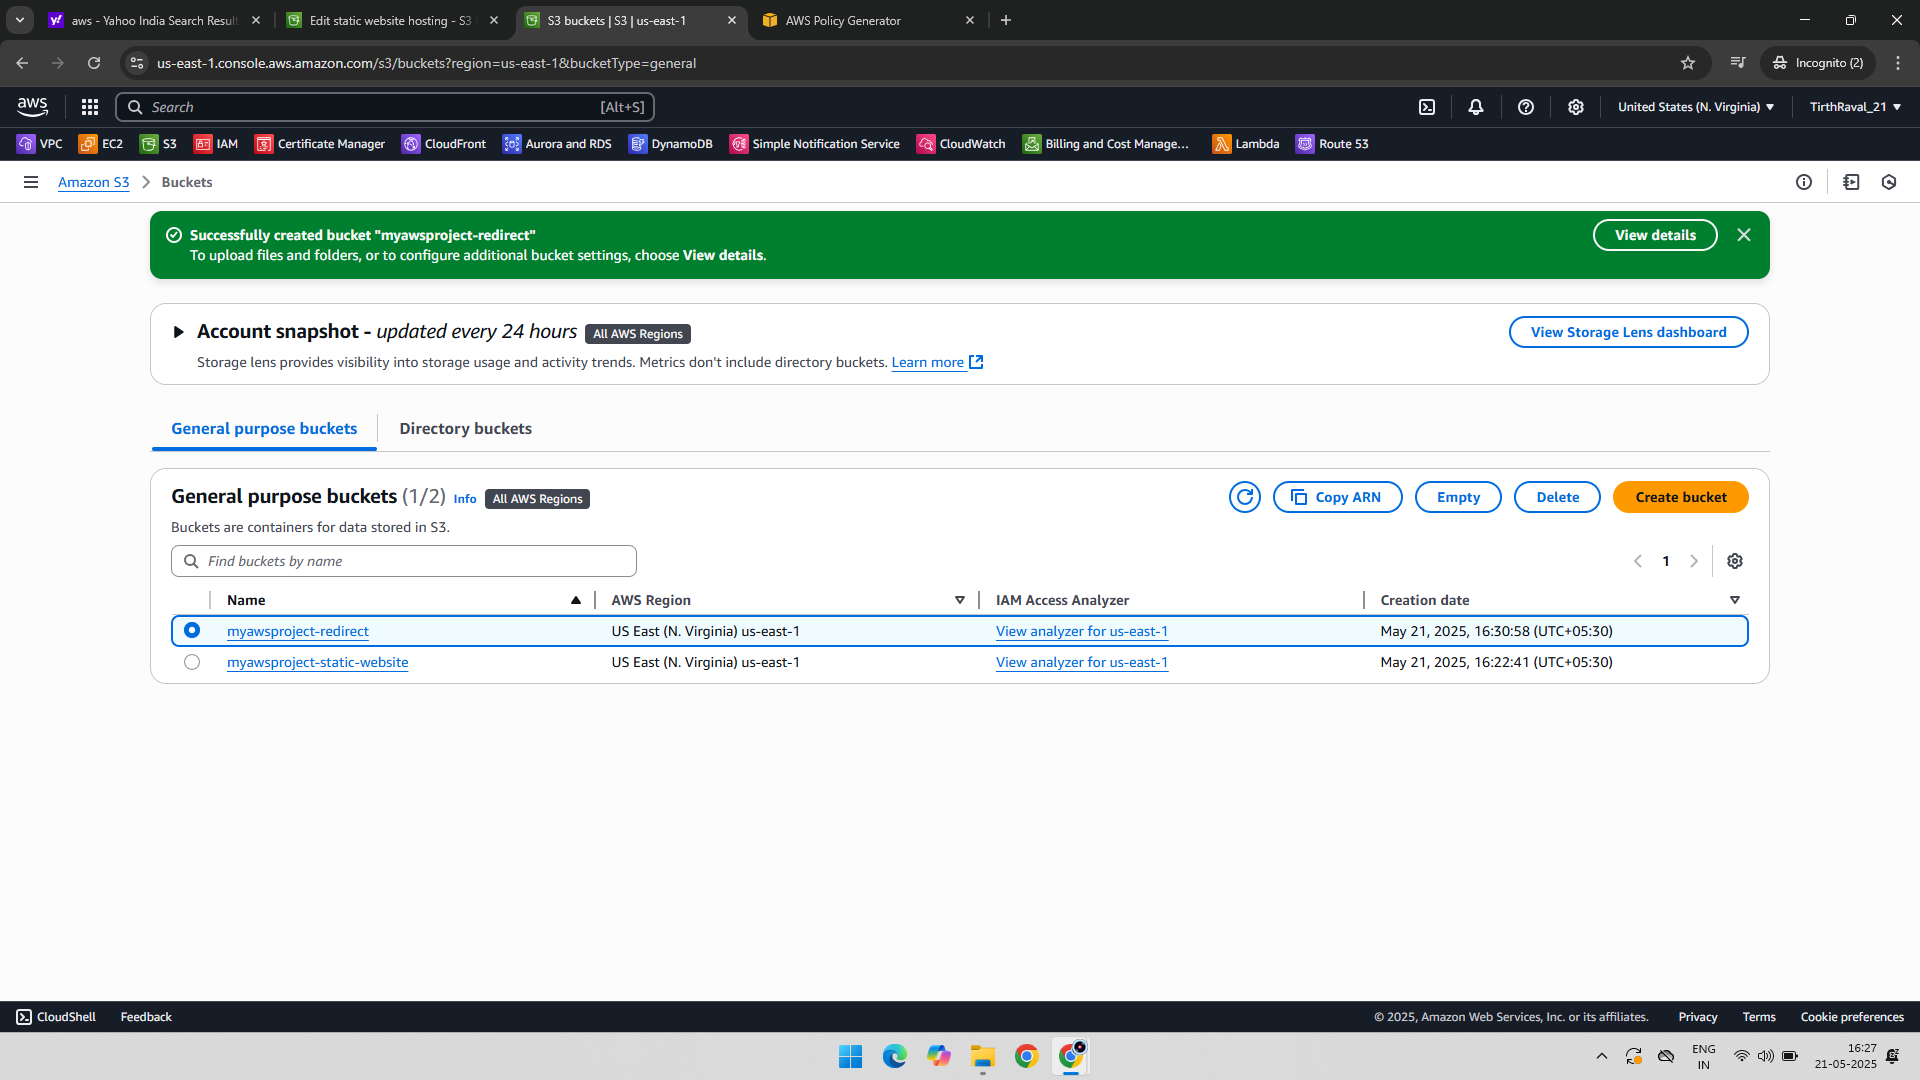 aws - Yahoo India Search Result
Edit static website hosting - S3
S3 buckets | S3 | us-east-1
AWS Policy Generator
us-east-1.console.aws.amazon.com/s3/buckets?region=us-east-1&bucketType=general
Incognito (2)
aws
Search
[Alt+S]
United States (N. Virginia)
TirthRaval_21
VPC
EC2
S3
IAM
Certificate Manager
CloudFront
Aurora and RDS
DynamoDB
Simple Notification Service
CloudWatch
Billing and Cost Manage...
Lambda
Route 53
Amazon S3
Buckets
Successfully created bucket "myawsproject-redirect"
To upload files and folders, or to configure additional bucket settings, choose View details.
View details
Account snapshot - updated every 24 hours
All AWS Regions
View Storage Lens dashboard
Storage lens provides visibility into storage usage and activity trends. Metrics don't include directory buckets. Learn more
General purpose buckets
Directory buckets
General purpose buckets (1/2)
Info
All AWS Regions
Copy ARN
Empty
Delete
Create bucket
Buckets are containers for data stored in S3.
Find buckets by name
1
Name
AWS Region
IAM Access Analyzer
Creation date
myawsproject-redirect
US East (N. Virginia) us-east-1
View analyzer for us-east-1
May 21, 2025, 16:30:58 (UTC+05:30)
myawsproject-static-website
US East (N. Virginia) us-east-1
View analyzer for us-east-1
May 21, 2025, 16:22:41 (UTC+05:30)
CloudShell
Feedback
© 2025, Amazon Web Services, Inc. or its affiliates.
Privacy
Terms
Cookie preferences
ENG
IN
16:27
21-05-2025